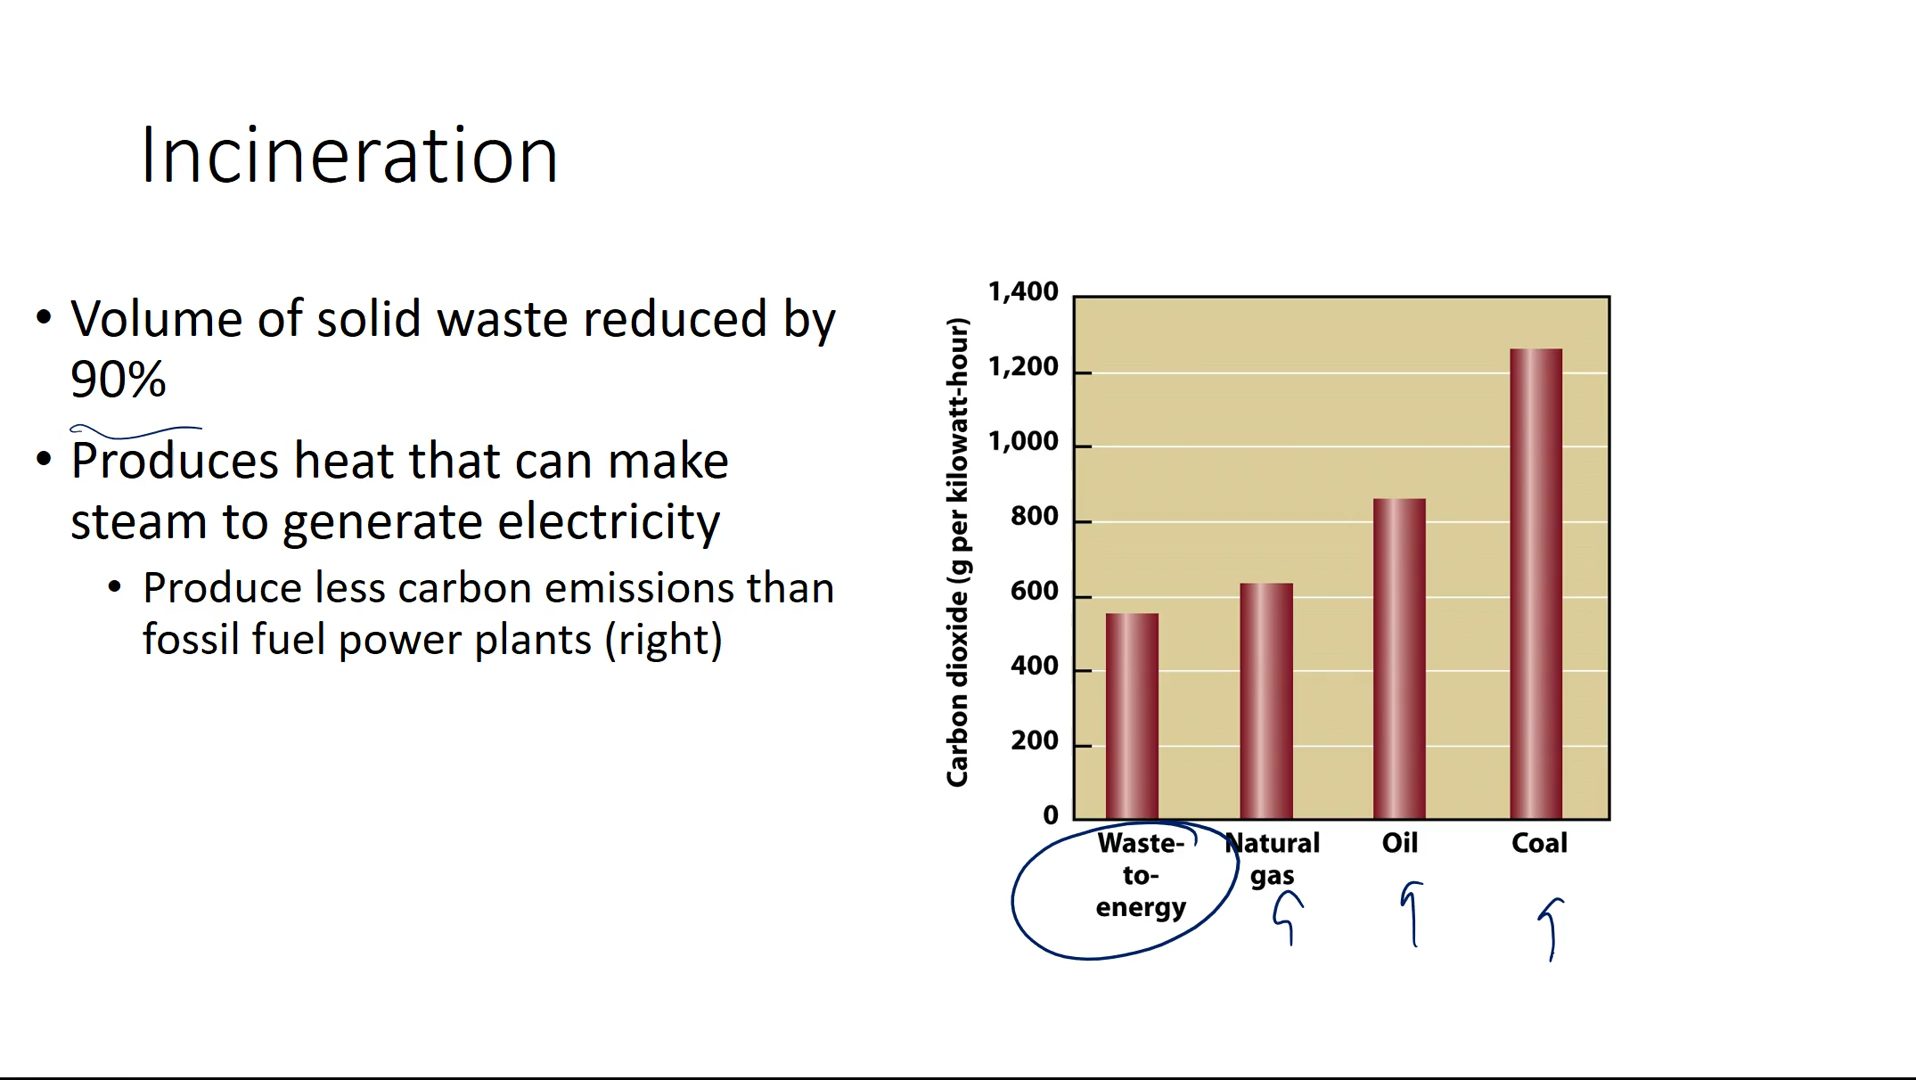 Incineration
• Volume of solid waste reduced by
90%
• Produces heat that can make
steam to generate electricity
• Produce less carbon emissions than
fossil fuel power plants (right)
Carbon dioxide (g per kilowatt-hour)
1,400
1,200
1,000
800
600
400
200
0
Waste-
to-
energy
Natural
gas
Oil
Coal